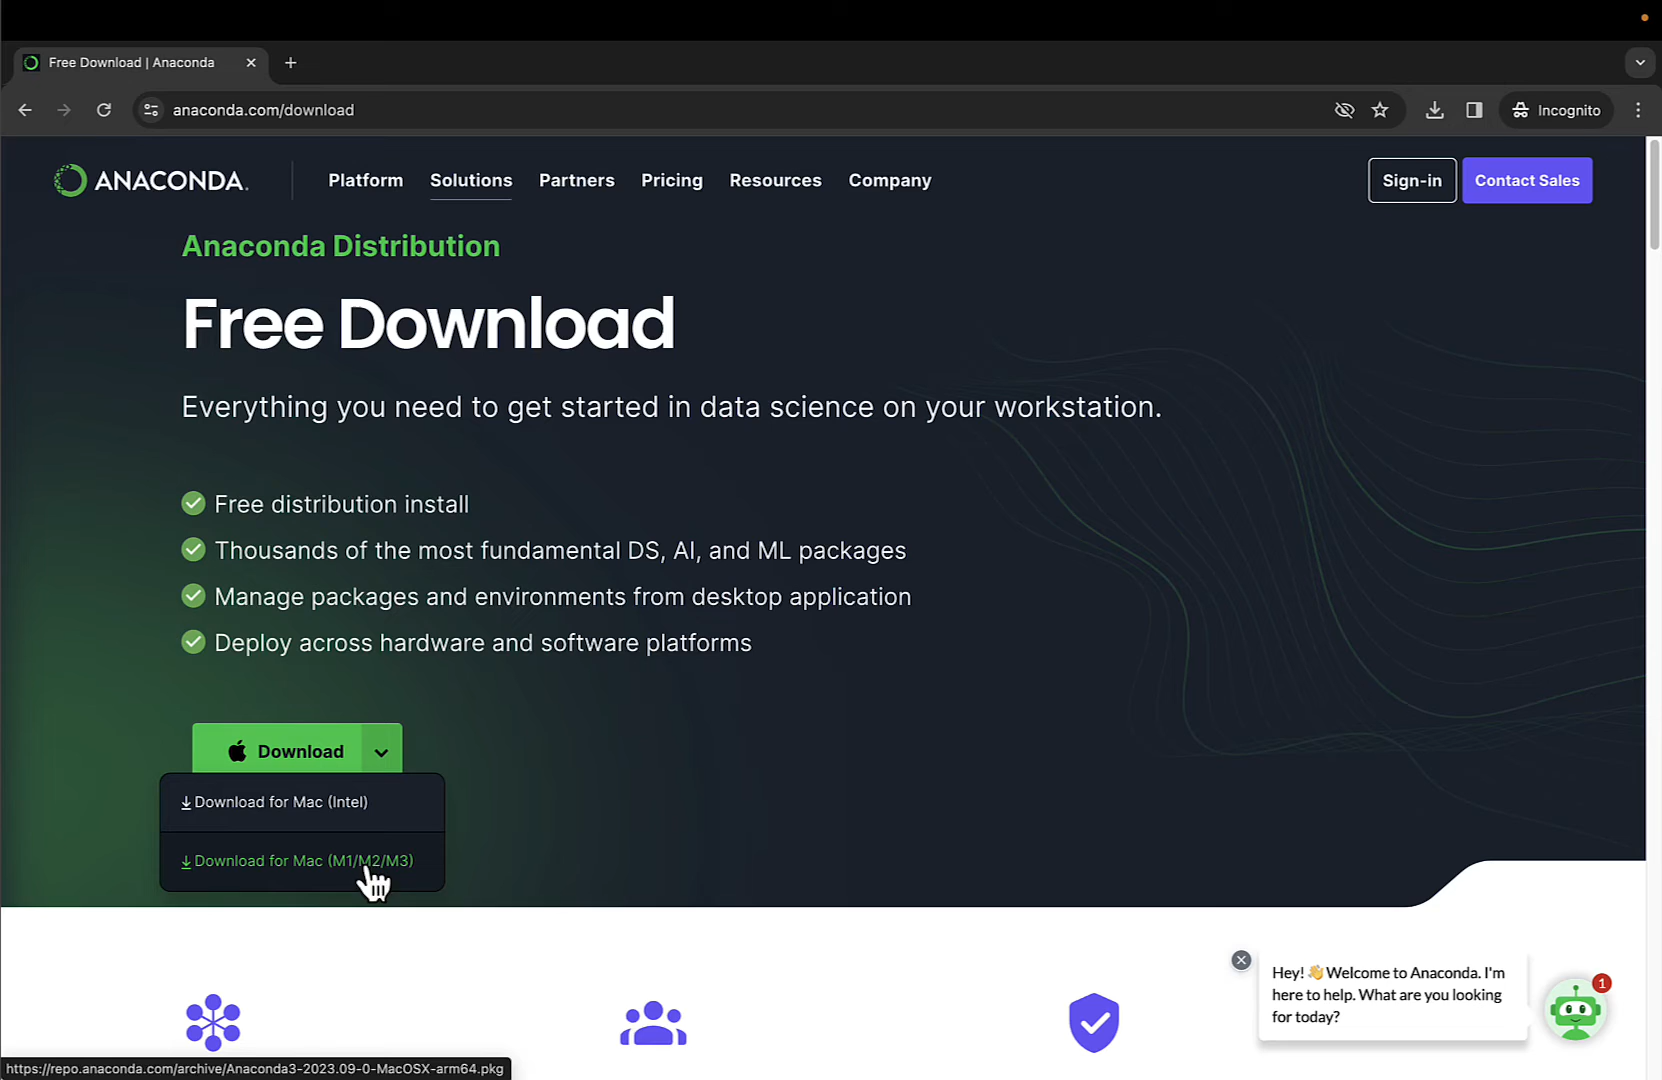 Free Download | Anaconda
anaconda.com/download
Incognito
ANACONDA.
Platform
Solutions
Partners
Pricing
Resources
Company
Sign-in
Contact Sales
Anaconda Distribution
Free Download
Everything you need to get started in data science on your workstation.
Free distribution install
Thousands of the most fundamental DS, AI, and ML packages
Manage packages and environments from desktop application
Deploy across hardware and software platforms
Download
Download for Mac (Intel)
Download for Mac (M1/M2/M3)
Hey! 👋 Welcome to Anaconda. I'm
here to help. What are you looking
for today?
1
https://repo.anaconda.com/archive/Anaconda3-2023.09-0-MacOSX-arm64.pkg